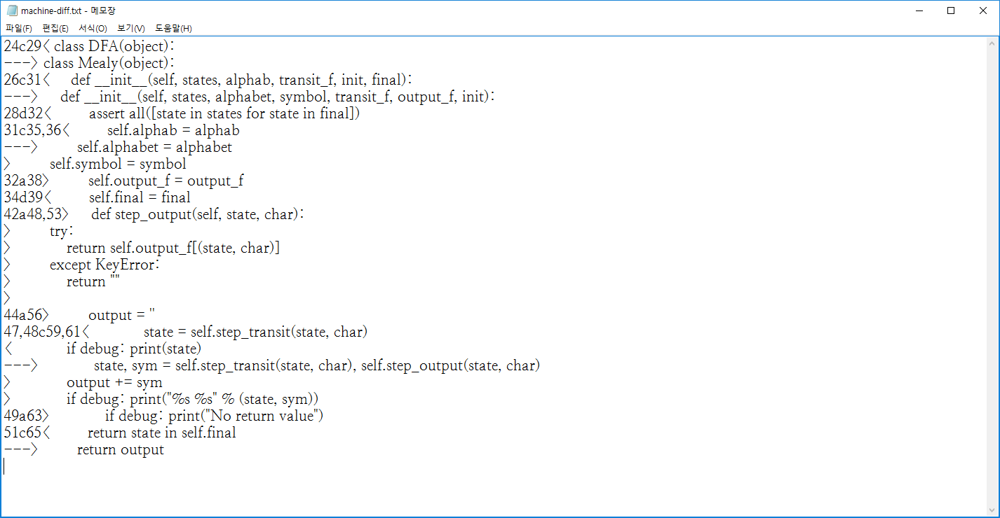 machine-diff.txt - 메모장
파일(F) 편집(E) 서식(O) 보기(V) 도움말(H)
24c29< class DFA(object):
---> class Mealy(object):
26c31<     def __init__(self, states, alphab, transit_f, init, final):
--->     def __init__(self, states, alphabet, symbol, transit_f, output_f, init):
28d32<         assert all([state in states for state in final])
31c35,36<         self.alphab = alphab
--->         self.alphabet = alphabet
>         self.symbol = symbol
32a38>         self.output_f = output_f
34d39<         self.final = final
42a48,53>     def step_output(self, state, char):
>         try:
>             return self.output_f[(state, char)]
>         except KeyError:
>             return ""
>
44a56>         output = ''
47,48c59,61<             state = self.step_transit(state, char)
<             if debug: print(state)
--->             state, sym = self.step_transit(state, char), self.step_output(state, char)
>             output += sym
>             if debug: print("%s %s" % (state, sym))
49a63>             if debug: print("No return value")
51c65<         return state in self.final
--->         return output